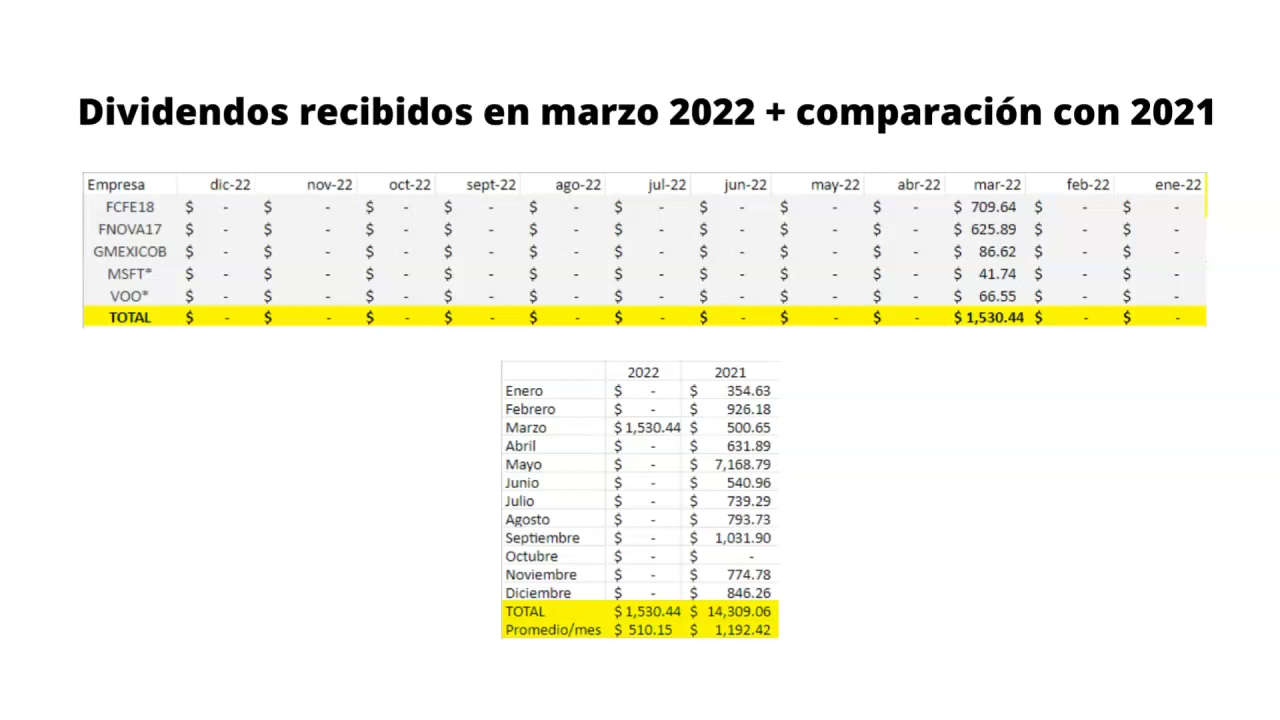 Dividendos recibidos en marzo 2022 + comparación con 2021
Empresa dic-22 nov-22 oct-22 sept-22 ago-22 jul-22 jun-22 may-22 abr-22 mar-22 feb-22 ene-22
FCFE18 $ - $ - $ - $ - $ - $ - $ - $ - $ - $ 709.64 $ - $ -
FNOVA17 $ - $ - $ - $ - $ - $ - $ - $ - $ - $ 625.89 $ - $ -
GMEXICOB $ - $ - $ - $ - $ - $ - $ - $ - $ - $ 86.62 $ - $ -
MSFT* $ - $ - $ - $ - $ - $ - $ - $ - $ - $ 41.74 $ - $ -
VOO* $ - $ - $ - $ - $ - $ - $ - $ - $ - $ 66.55 $ - $ -
TOTAL $ - $ - $ - $ - $ - $ - $ - $ - $ - $ 1,530.44 $ - $ -
2022 2021
Enero $ - $ 354.63
Febrero $ - $ 926.18
Marzo $ 1,530.44 $ 500.65
Abril $ - $ 631.89
Mayo $ - $ 7,168.79
Junio $ - $ 540.96
Julio $ - $ 739.29
Agosto $ - $ 793.73
Septiembre $ - $ 1,031.90
Octubre $ - $ -
Noviembre $ - $ 774.78
Diciembre $ - $ 846.26
TOTAL $ 1,530.44 $ 14,309.06
Promedio/mes $ 510.15 $ 1,192.42